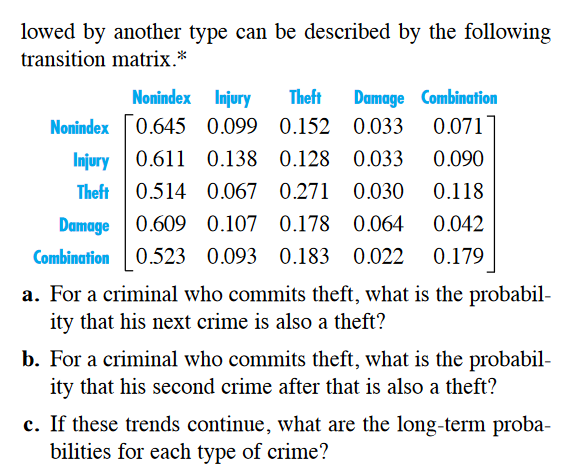 lowed by another type can be described by the following
transition matrix.*
Nonindex Injury Theft Damage Combination
Nonindex 0.645 0.099 0.152 0.033 0.071
Injury 0.611 0.138 0.128 0.033 0.090
Theft 0.514 0.067 0.271 0.030 0.118
Damage 0.609 0.107 0.178 0.064 0.042
Combination 0.523 0.093 0.183 0.022 0.179
a. For a criminal who commits theft, what is the probabil-
ity that his next crime is also a theft?
b. For a criminal who commits theft, what is the probabil-
ity that his second crime after that is also a theft?
c. If these trends continue, what are the long-term proba-
bilities for each type of crime?